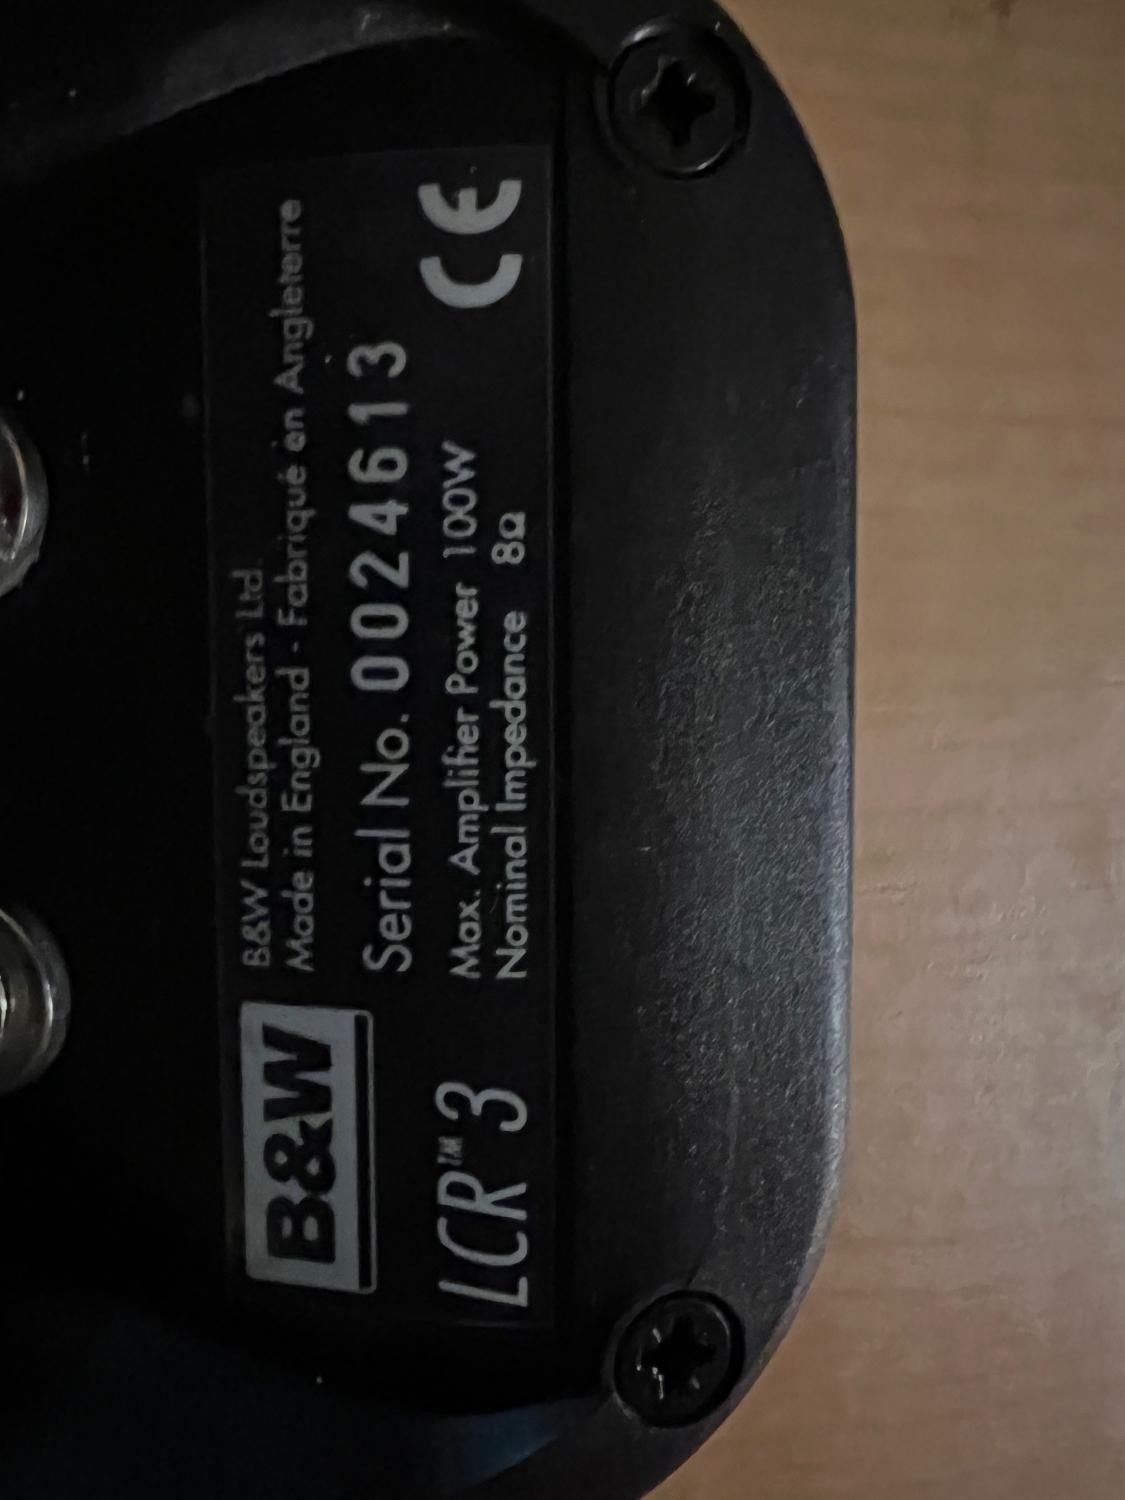 B&W
B&W Loudspeakers Ltd.
Made in England - Fabriqué en Angleterre
Serial No. 0024613
LCR™3
Max. Amplifier Power 100W
Nominal Impedance 8Ω
CE